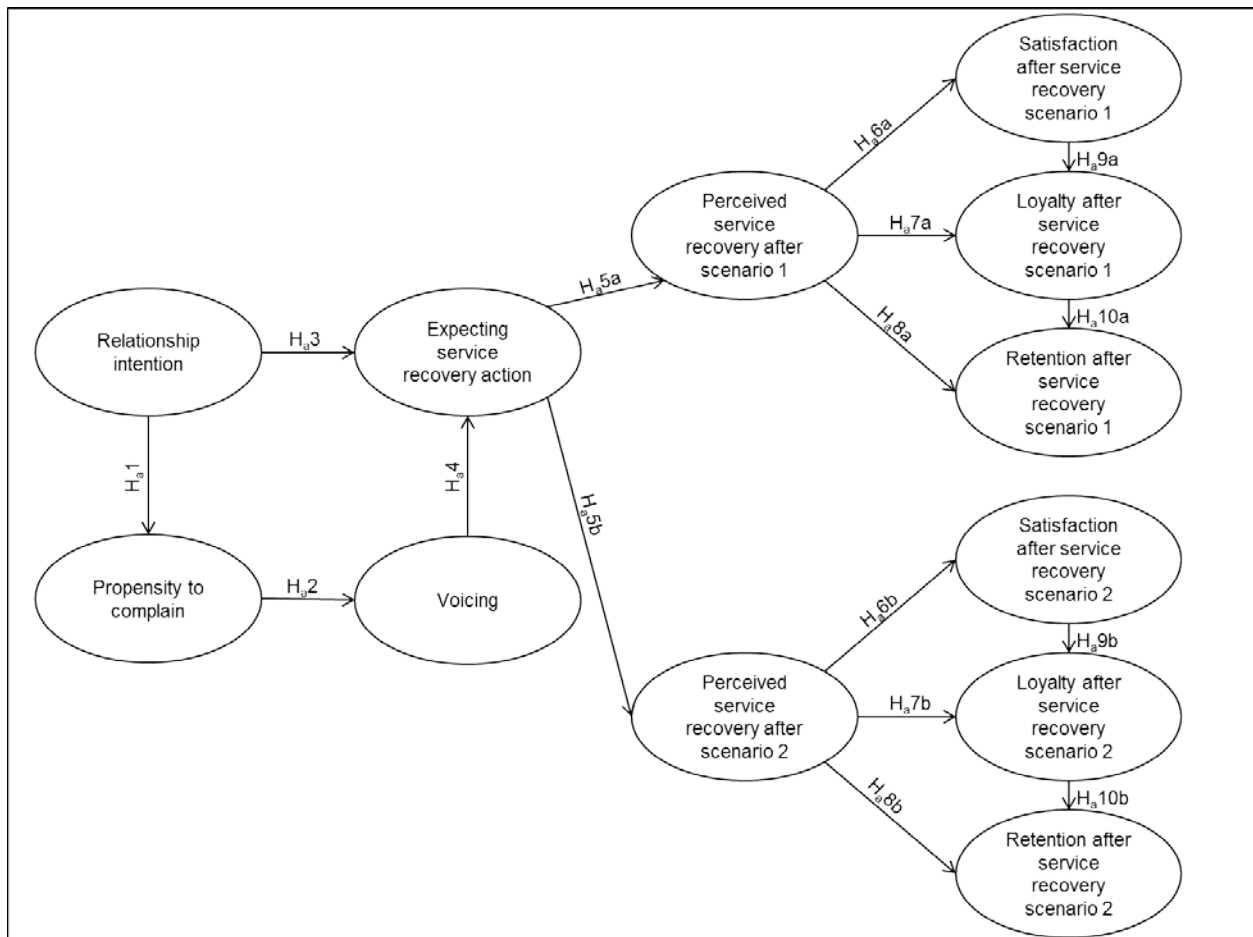 Satisfaction
after service
recovery
scenario 1
Hₐ6a
Hₐ9a
Perceived
service
recovery after
scenario 1
Hₐ7a
Loyalty after
service
recovery
scenario 1
Hₐ5a
Hₐ8a
Hₐ10a
Relationship
intention
Hₐ3
Expecting
service
recovery action
Retention after
service
recovery
scenario 1
Hₐ1
Hₐ4
Hₐ5b
Propensity to
complain
Hₐ2
Voicing
Satisfaction
after service
recovery
scenario 2
Hₐ6b
Hₐ9b
Perceived
service
recovery after
scenario 2
Hₐ7b
Loyalty after
service
recovery
scenario 2
Hₐ8b
Hₐ10b
Retention after
service
recovery
scenario 2